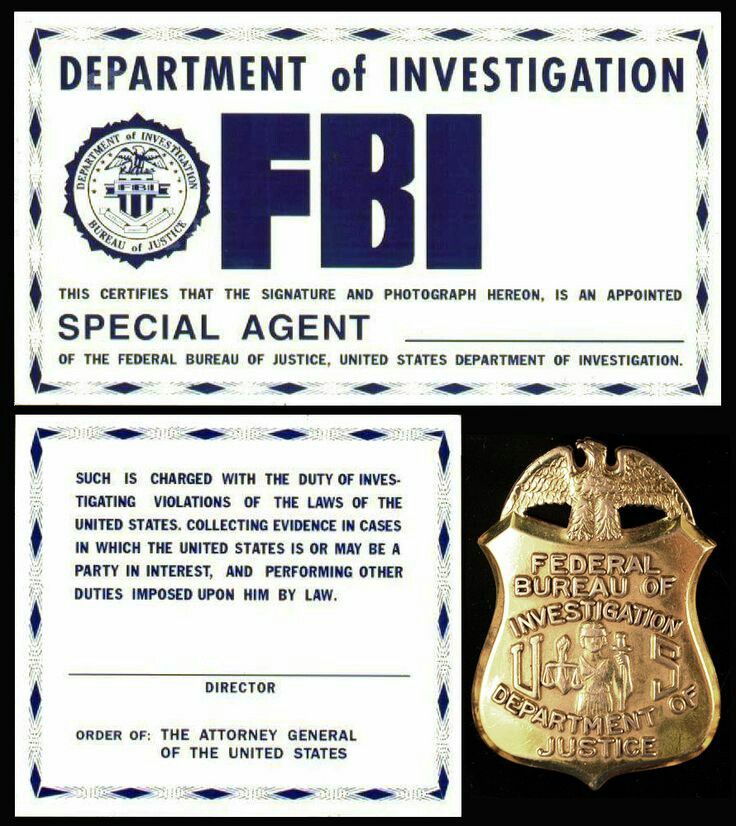 DEPARTMENT of INVESTIGATION
FBI
DEPARTMENT of INVESTIGATION
FBI
BUREAU of JUSTICE
THIS CERTIFIES THAT THE SIGNATURE AND PHOTOGRAPH HEREON, IS AN APPOINTED
SPECIAL AGENT
OF THE FEDERAL BUREAU OF JUSTICE, UNITED STATES DEPARTMENT OF INVESTIGATION.
SUCH IS CHARGED WITH THE DUTY OF INVES-
TIGATING VIOLATIONS OF THE LAWS OF THE
UNITED STATES. COLLECTING EVIDENCE IN CASES
IN WHICH THE UNITED STATES IS OR MAY BE A
PARTY IN INTEREST, AND PERFORMING OTHER
DUTIES IMPOSED UPON HIM BY LAW.
DIRECTOR
ORDER OF: THE ATTORNEY GENERAL
OF THE UNITED STATES
FEDERAL
BUREAU OF
INVESTIGATION
U S
DEPARTMENT OF
JUSTICE